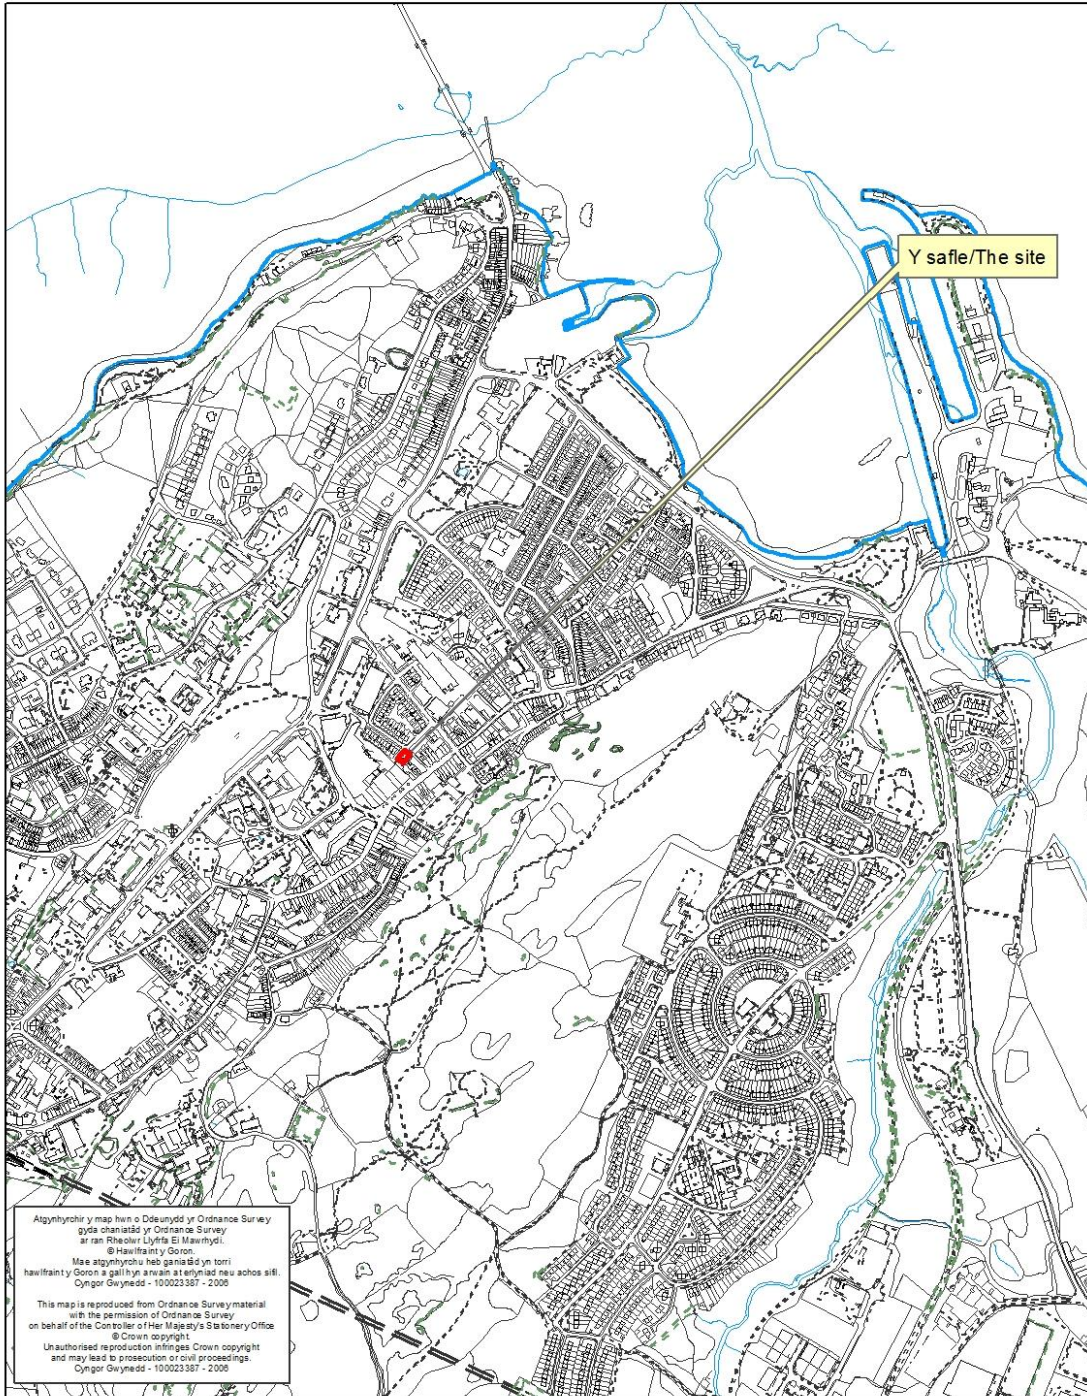 Y safle/The site
Atgynhyrchir y map hwn o Ddeunydd yr Ordnance Survey
gyda chaniatâd yr Ordnance Survey
ar ran Rheolwr Llyfrfa Ei Mawrhydi.
© Hawlfraint y Goron.
Mae atgynhyrchu heb ganiatâd yn torri
hawlfraint y Goron a gall hyn arwain at erlyniad neu achos sifil.
Cyngor Gwynedd - 100023387 - 2006
This map is reproduced from Ordnance Survey material
with the permission of Ordnance Survey
on behalf of the Controller of Her Majesty's Stationery Office
© Crown copyright.
Unauthorised reproduction infringes Crown copyright
and may lead to prosecution or civil proceedings.
Cyngor Gwynedd - 100023387 - 2006